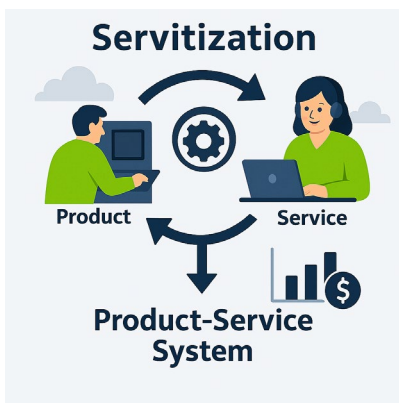 Servitization
Product
Service
$
Product-Service
System